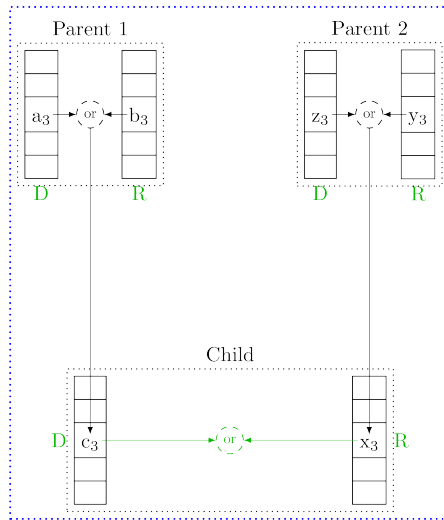 Parent 1 Parent 2
a3 or b3 z3 or y3
D R D R
Child
D c3 or x3 R